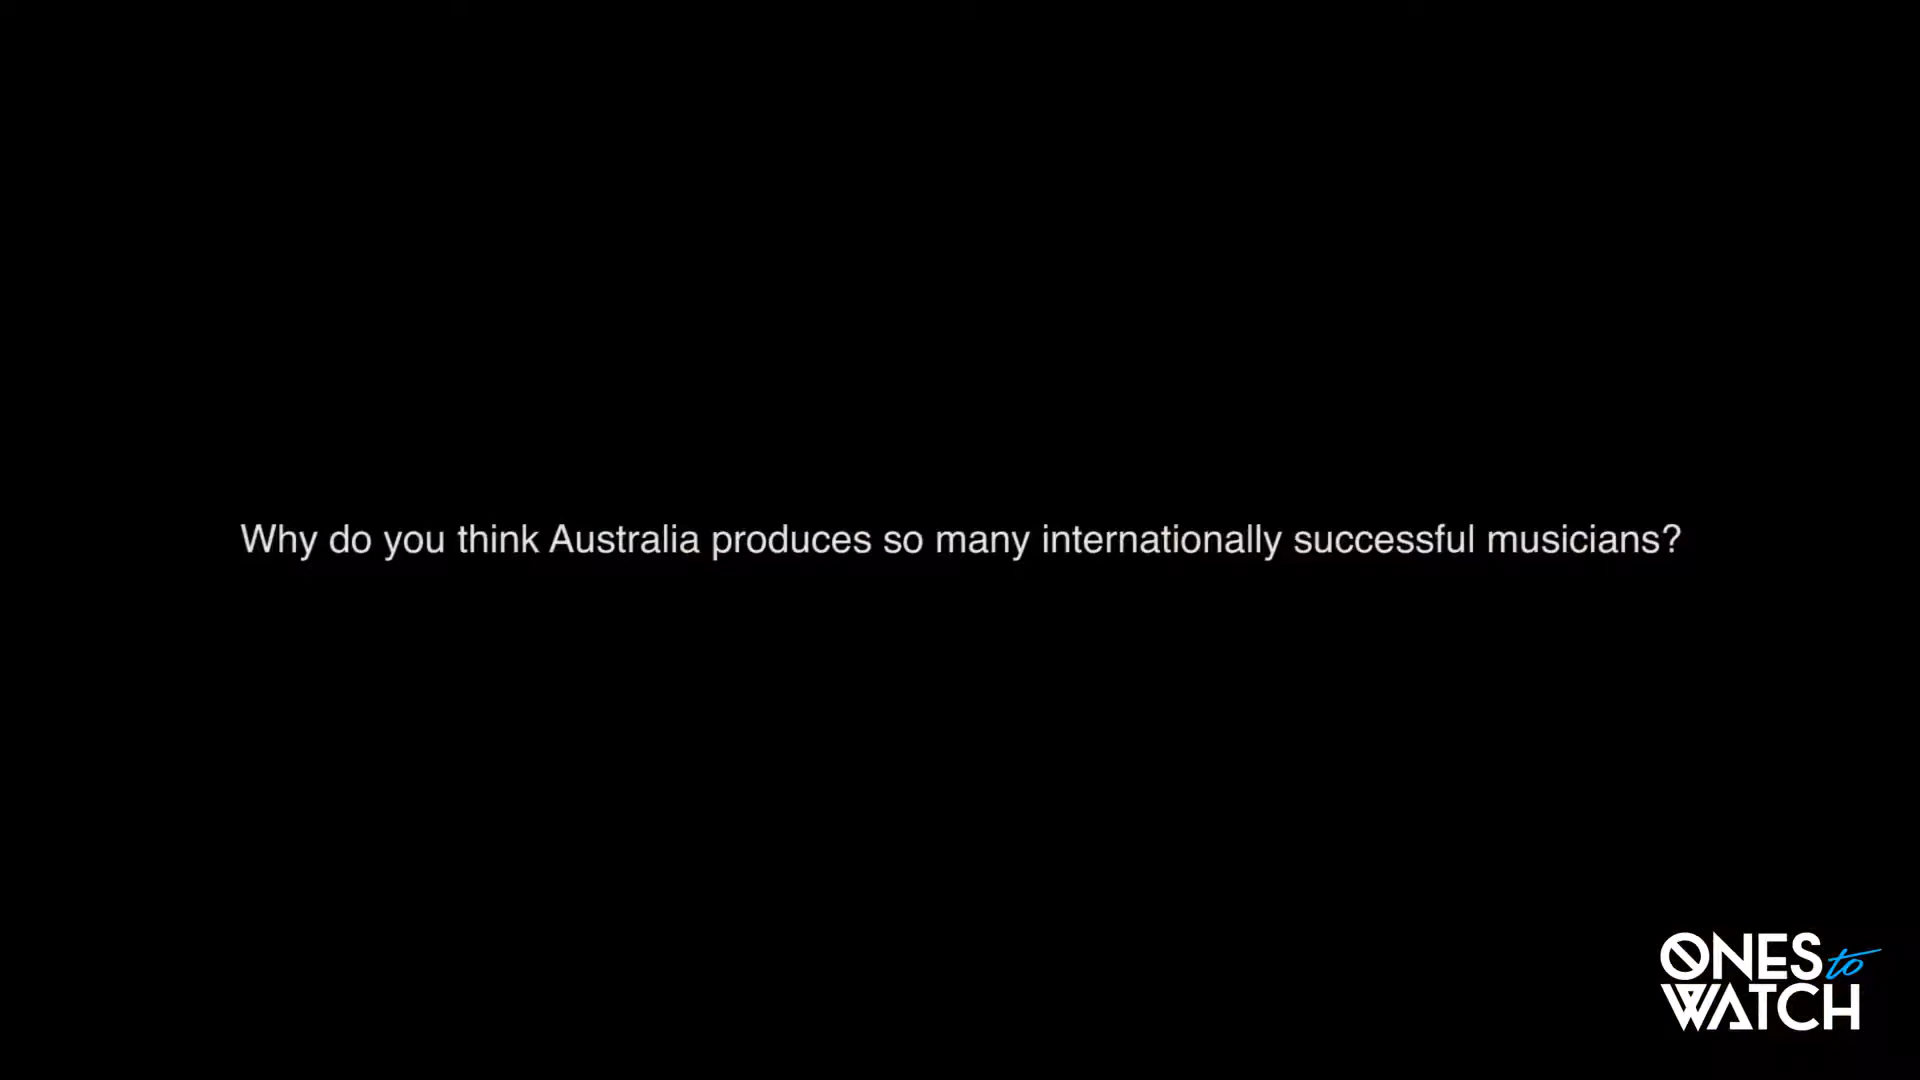 Why do you think Australia produces so many internationally successful musicians?
ONES to
WATCH